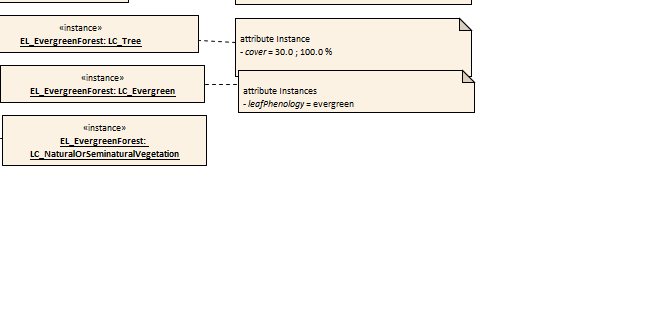 «instance»
EL_EvergreenForest: LC_Tree
attribute Instance
- cover = 30.0 ; 100.0 %
«instance»
EL_EvergreenForest: LC_Evergreen
attribute Instances
- leafPhenology = evergreen
«instance»
EL_EvergreenForest:
LC_NaturalOrSeminaturalVegetation